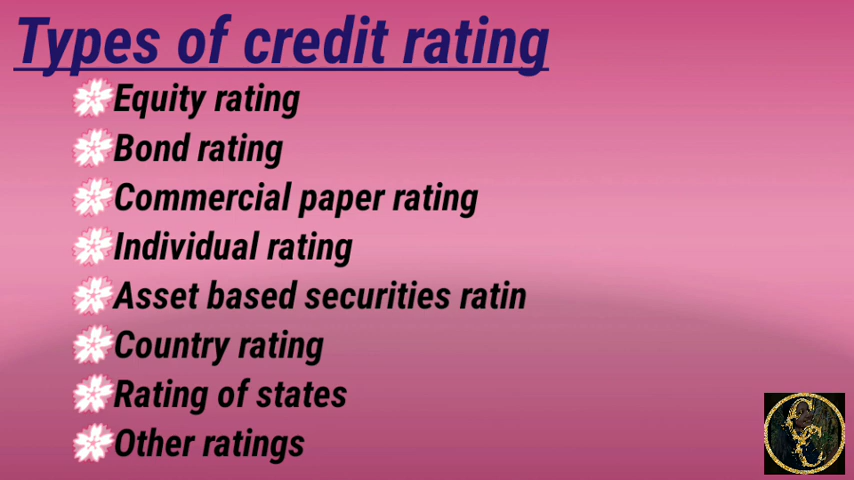 Types of credit rating
Equity rating
Bond rating
Commercial paper rating
Individual rating
Asset based securities ratin
Country rating
Rating of states
Other ratings